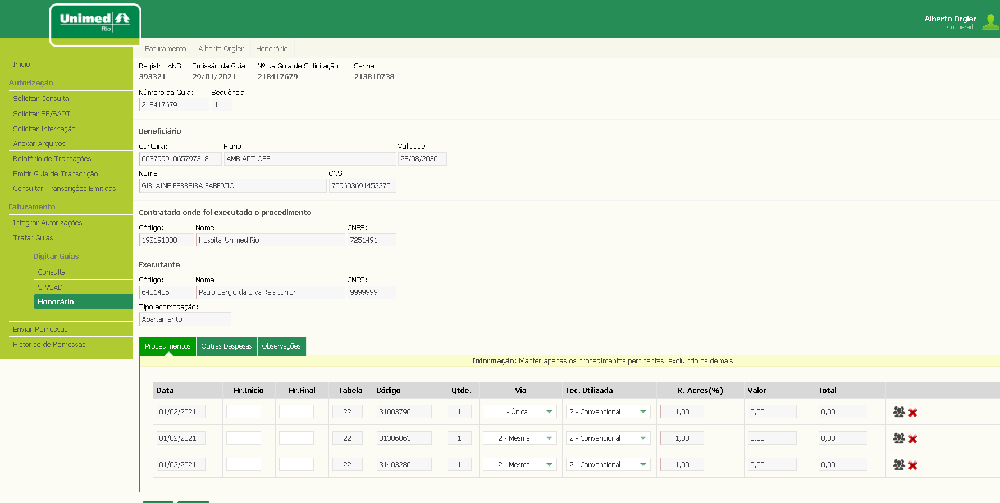 Unimed
Rio
Alberto Orgler
Cooperado
Faturamento Alberto Orgler Honorário
Início
Autorização
Solicitar Consulta
Solicitar SP/SADT
Solicitar Internação
Anexar Arquivos
Relatório de Transações
Emitir Guia de Transcrição
Consultar Transcrições Emitidas
Faturamento
Integrar Autorizações
Tratar Guias
Digitar Guias
Consulta
SP/SADT
Honorário
Enviar Remessas
Histórico de Remessas
Registro ANS Emissão da Guia Nº da Guia de Solicitação Senha
393321 29/01/2021 218417679 213810738
Número da Guia: Sequência:
218417679 1
Beneficiário
Carteira: Plano: Validade:
00379994065797318 AMB-APT-OBS 28/08/2030
Nome: CNS:
GIRLAINE FERREIRA FABRICIO 709603691452275
Contratado onde foi executado o procedimento
Código: Nome: CNES:
192191380 Hospital Unimed Rio 7251491
Executante
Código: Nome: CNES:
6401405 Paulo Sergio da Silva Reis Junior 9999999
Tipo acomodação:
Apartamento
Procedimentos Outras Despesas Observações
Informação: Manter apenas os procedimentos pertinentes, excluindo os demais.
Data Hr.Inicio Hr.Final Tabela Código Qtde. Via Tec. Utilizada R. Acres(%) Valor Total
01/02/2021 22 31003796 1 1 - Única 2 - Convencional 1,00 0,00 0,00
01/02/2021 22 31306063 1 2 - Mesma 2 - Convencional 1,00 0,00 0,00
01/02/2021 22 31403280 1 2 - Mesma 2 - Convencional 1,00 0,00 0,00